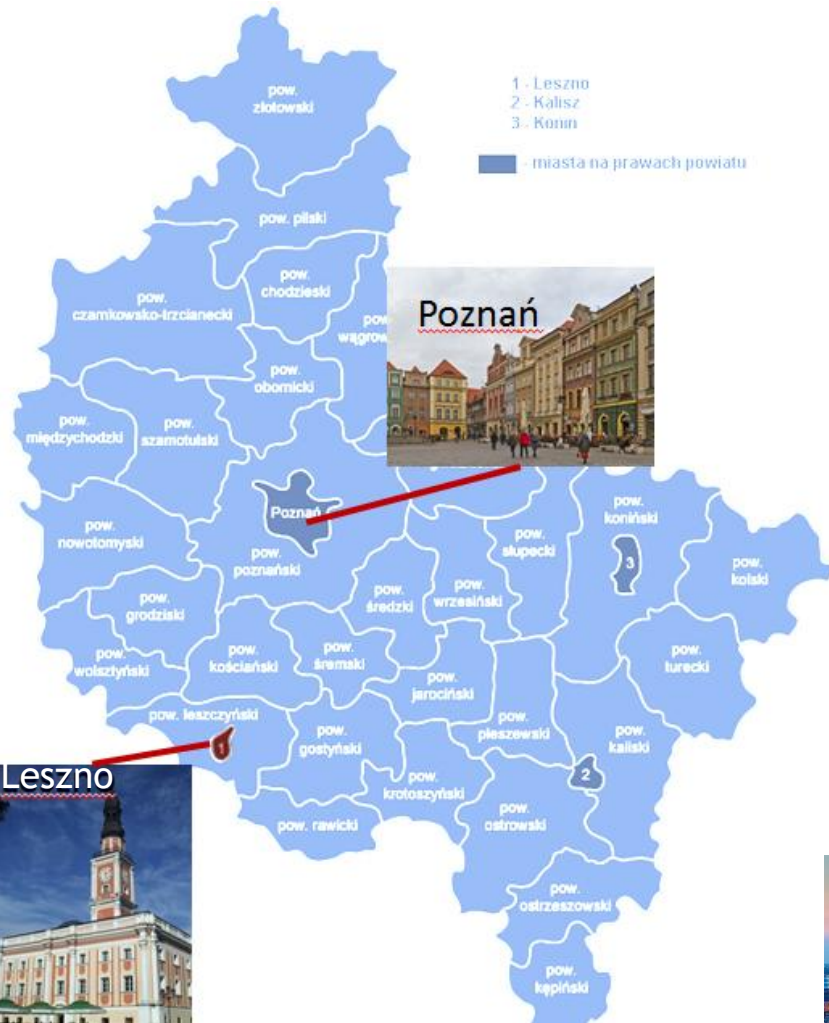 1 - Leszno
2 - Kalisz
3 - Konin
- miasta na prawach powiatu
pow.
złotowski
pow. pilski
pow.
chodzieski
pow.
czarnkowsko-trzcianecki
Poznań
pow.
obornicki
pow.
międzychodzki
pow.
szamotulski
Poznań
pow.
poznański
pow.
koniński
3
pow.
nowotomyski
pow.
słupecki
pow.
kolski
pow.
średzki
pow.
wrzesiński
pow.
grodziski
pow.
wolsztyński
pow.
kościański
pow.
śremski
pow.
turecki
pow.
jarociński
pow. leszczyński
1
pow.
gostyński
pow.
pleszewski
pow.
kaliski
2
Leszno
pow.
krotoszyński
pow. rawicki
pow.
ostrowski
pow.
ostrzeszowski
pow.
kępiński